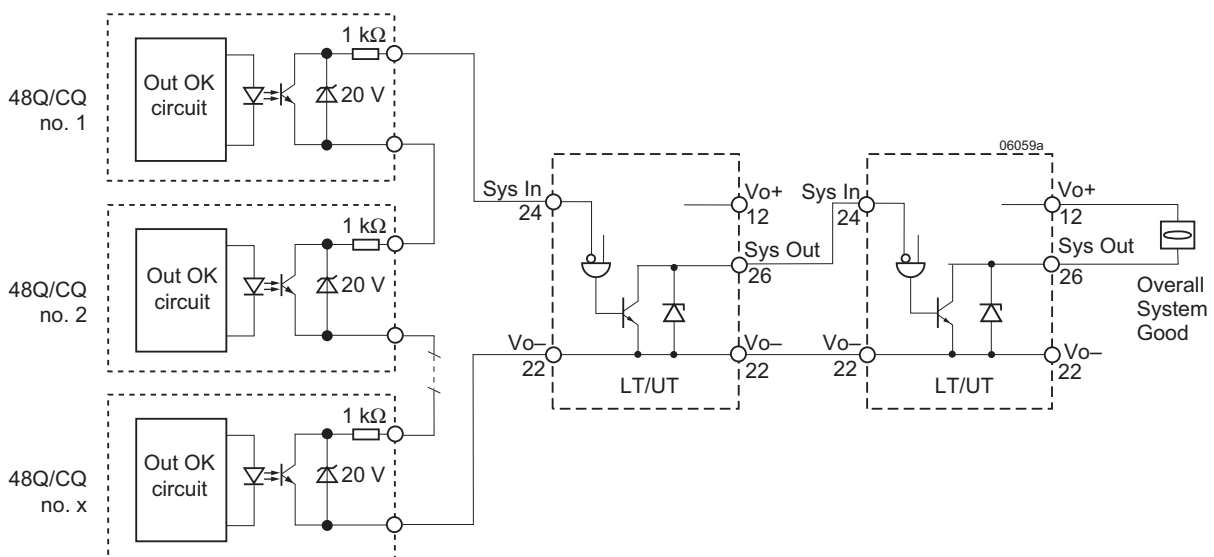 48Q/CQ
no. 1
Out OK
circuit
1 kΩ
20 V
48Q/CQ
no. 2
Out OK
circuit
1 kΩ
20 V
48Q/CQ
no. x
Out OK
circuit
1 kΩ
20 V
Sys In
24
Vo+
12
Sys Out
26
Vo–
22
Vo–
22
LT/UT
06059a
Sys In
24
Vo+
12
Sys Out
26
Vo–
22
Vo–
22
LT/UT
Overall
System
Good